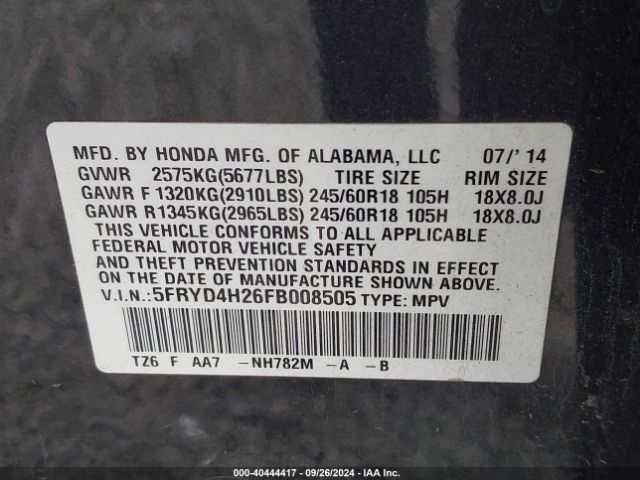 MFD. BY HONDA MFG. OF ALABAMA, LLC 07/' 14
GVWR 2575KG(5677LBS) TIRE SIZE RIM SIZE
GAWR F 1320KG(2910LBS) 245/60R18 105H 18X8.0J
GAWR R 1345KG(2965LBS) 245/60R18 105H 18X8.0J
THIS VEHICLE CONFORMS TO ALL APPLICABLE
FEDERAL MOTOR VEHICLE SAFETY
AND THEFT PREVENTION STANDARDS IN EFFECT
ON THE DATE OF MANUFACTURE SHOWN ABOVE.
V.I.N.:5FRYD4H26FB008505 TYPE: MPV
TZ6 F AA7 -NH782M -A -B
000-40444417 - 09/26/2024 - IAA Inc.